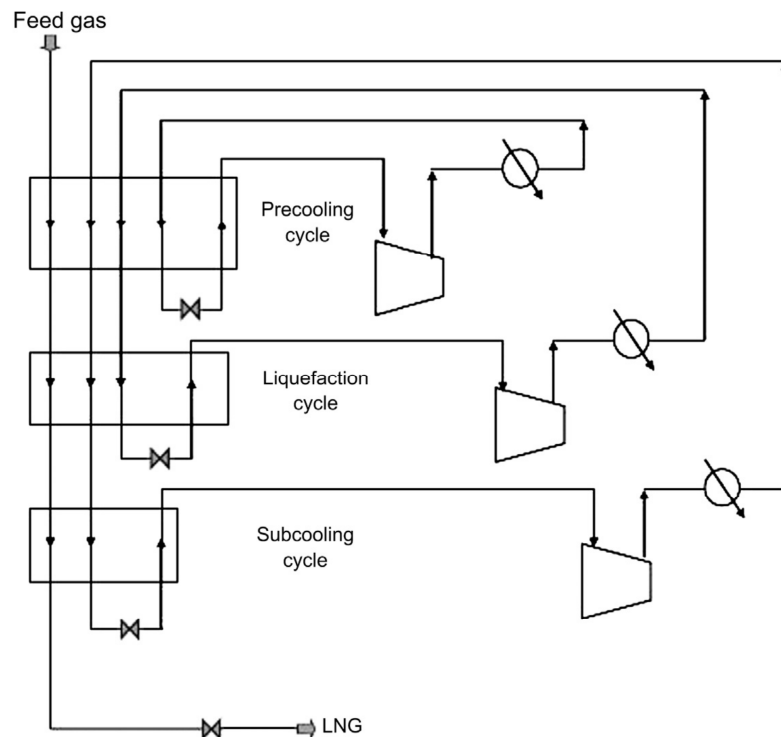 Feed gas
Precooling
cycle
Liquefaction
cycle
Subcooling
cycle
LNG